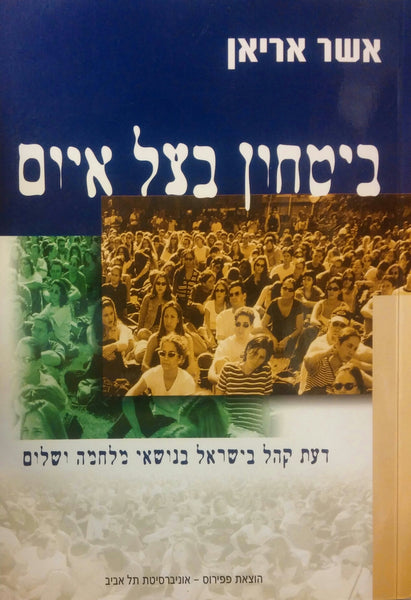 אשר אריאן
ביטחון בצל איום
דעת קהל בישראל בנושאי מלחמה ושלום
הוצאת פפירוס – אוניברסיטת תל אביב